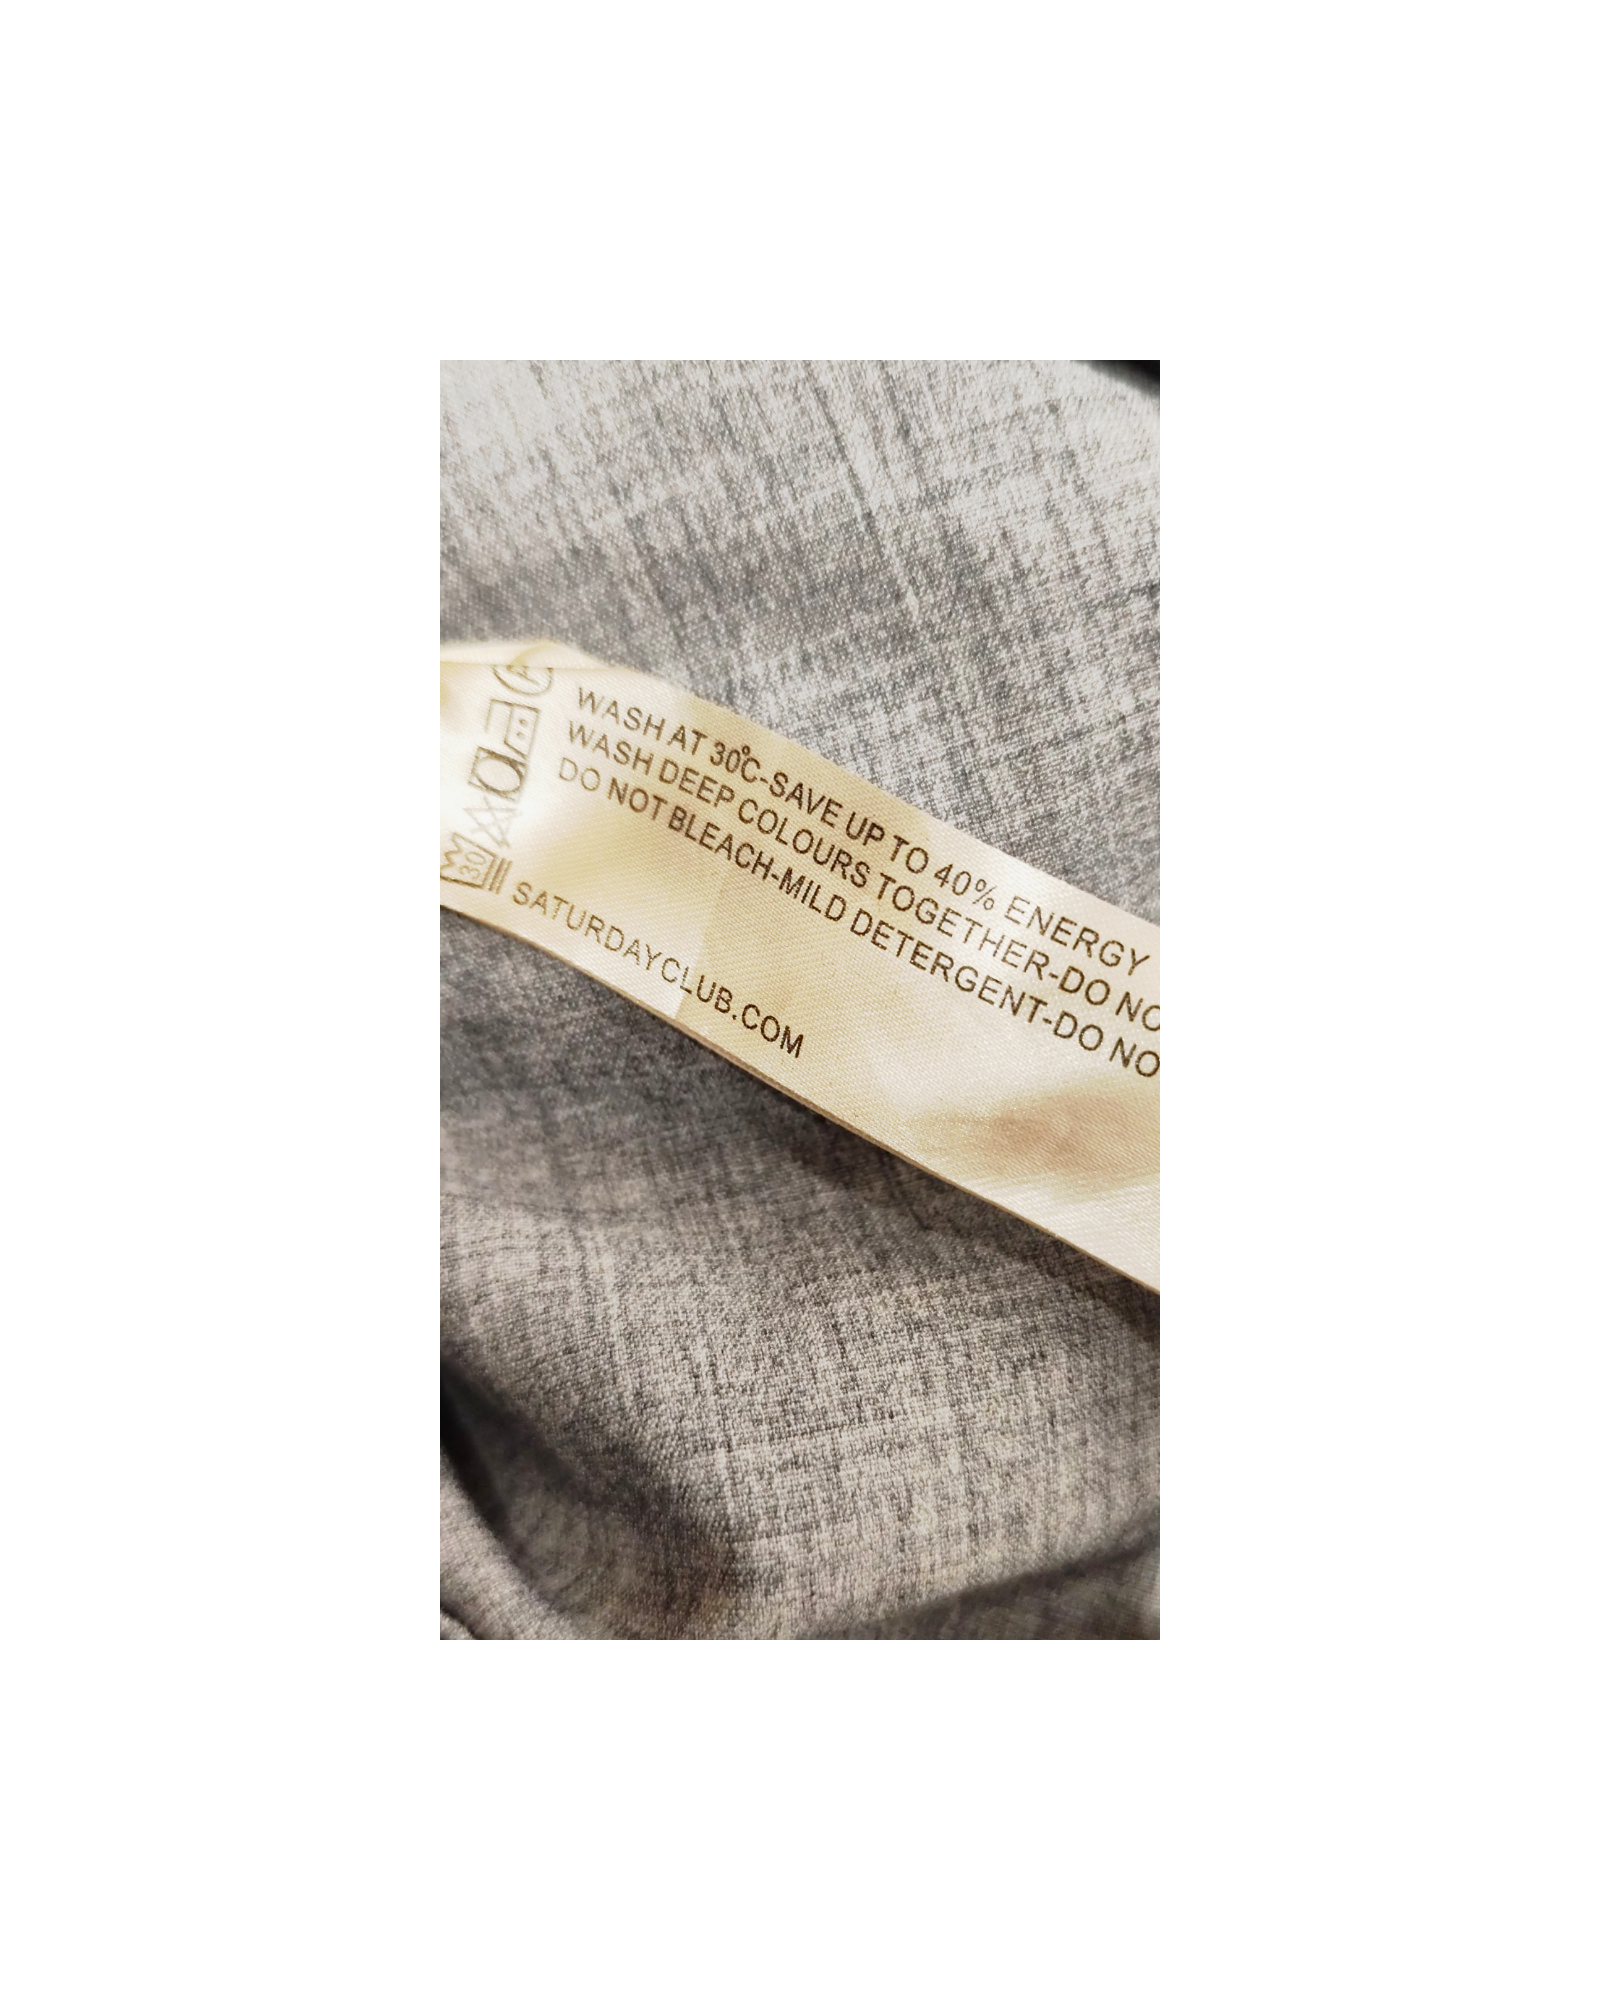 A
30
WASH AT 30°C-SAVE UP TO 40% ENERGY
WASH DEEP COLOURS TOGETHER-DO NO
DO NOT BLEACH-MILD DETERGENT-DO NO
SATURDAYCLUB.COM